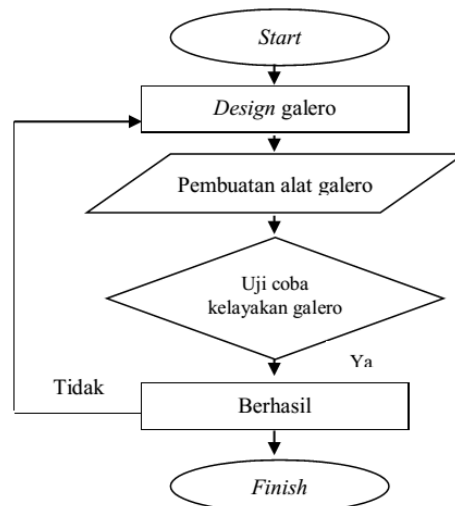 Start
Design galero
Pembuatan alat galero
Uji coba
kelayakan galero
Ya
Tidak
Berhasil
Finish